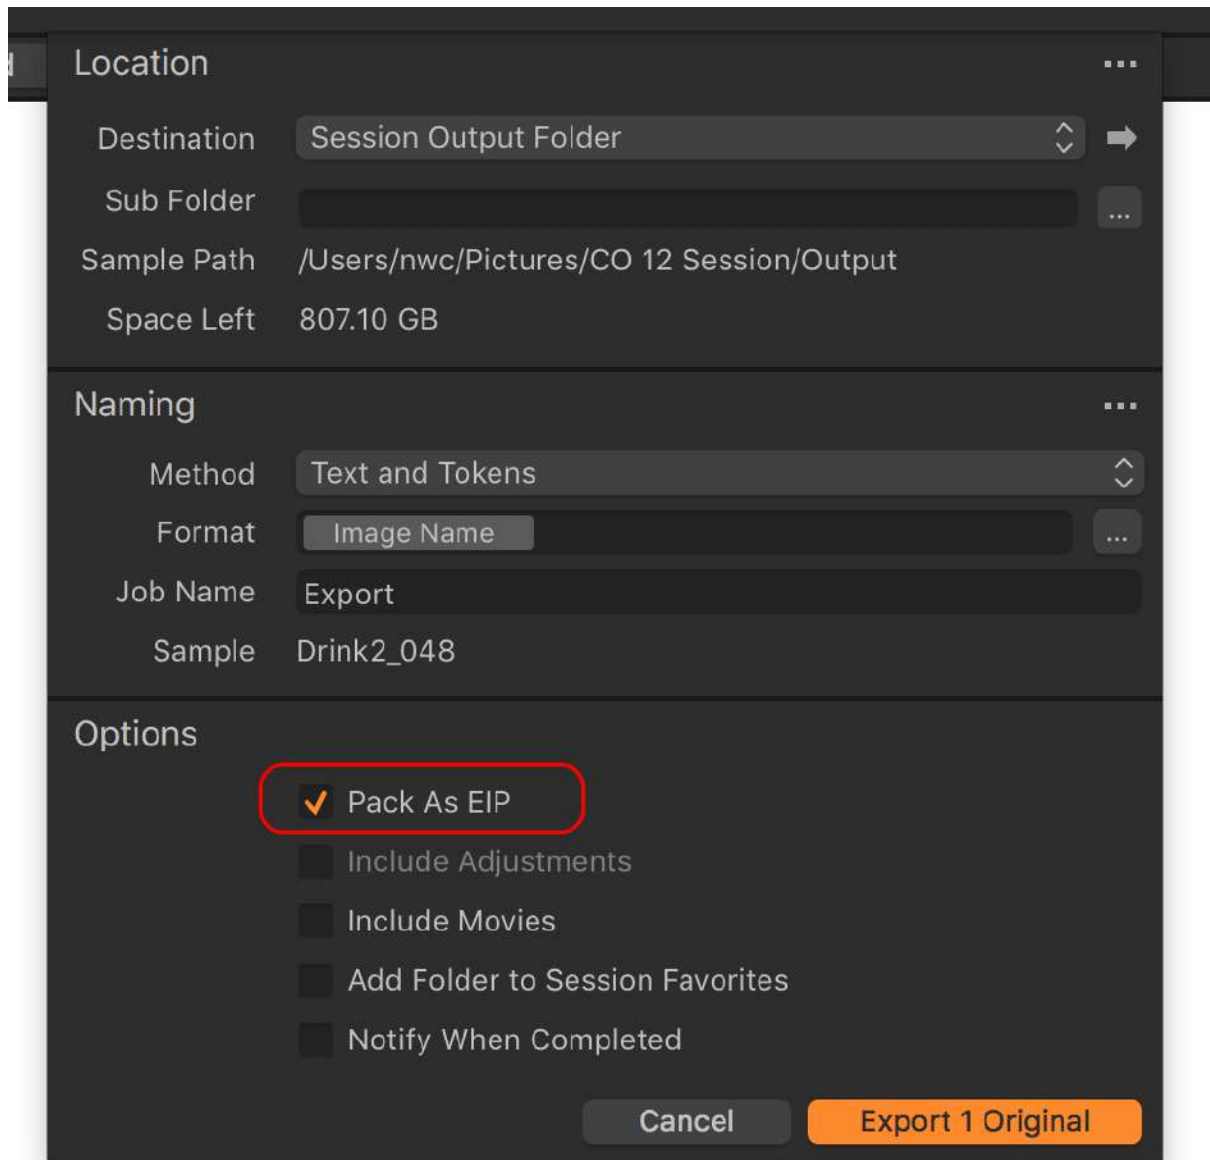 Location
Destination Session Output Folder
Sub Folder ...
Sample Path /Users/nwc/Pictures/CO 12 Session/Output
Space Left 807.10 GB
Naming
Method Text and Tokens
Format Image Name ...
Job Name Export
Sample Drink2_048
Options
Pack As EIP
Include Adjustments
Include Movies
Add Folder to Session Favorites
Notify When Completed
Cancel Export 1 Original